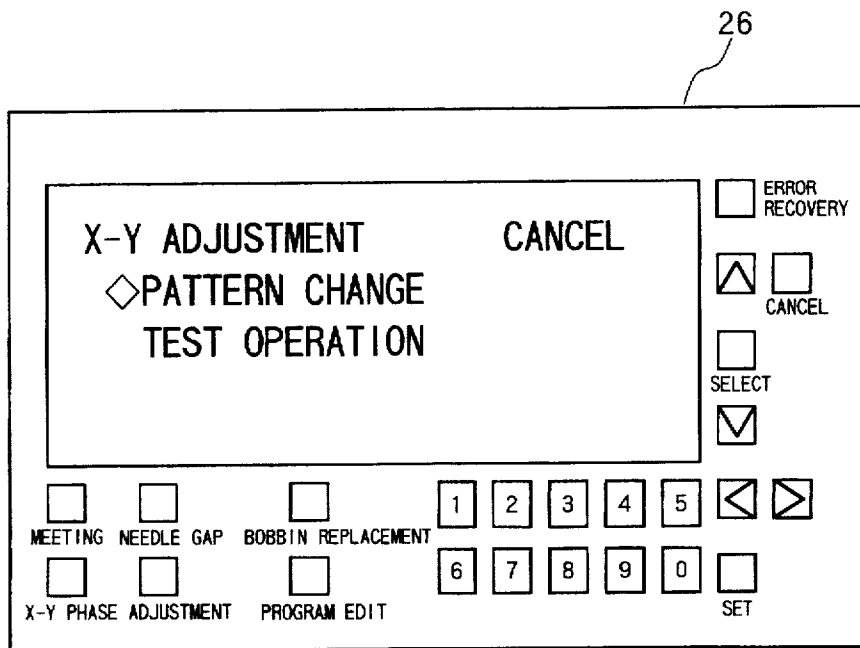 26
X-Y ADJUSTMENT CANCEL
◇PATTERN CHANGE
TEST OPERATION
ERROR
RECOVERY
CANCEL
SELECT
MEETING NEEDLE GAP BOBBIN REPLACEMENT
1 2 3 4 5
X-Y PHASE ADJUSTMENT PROGRAM EDIT
6 7 8 9 0
SET